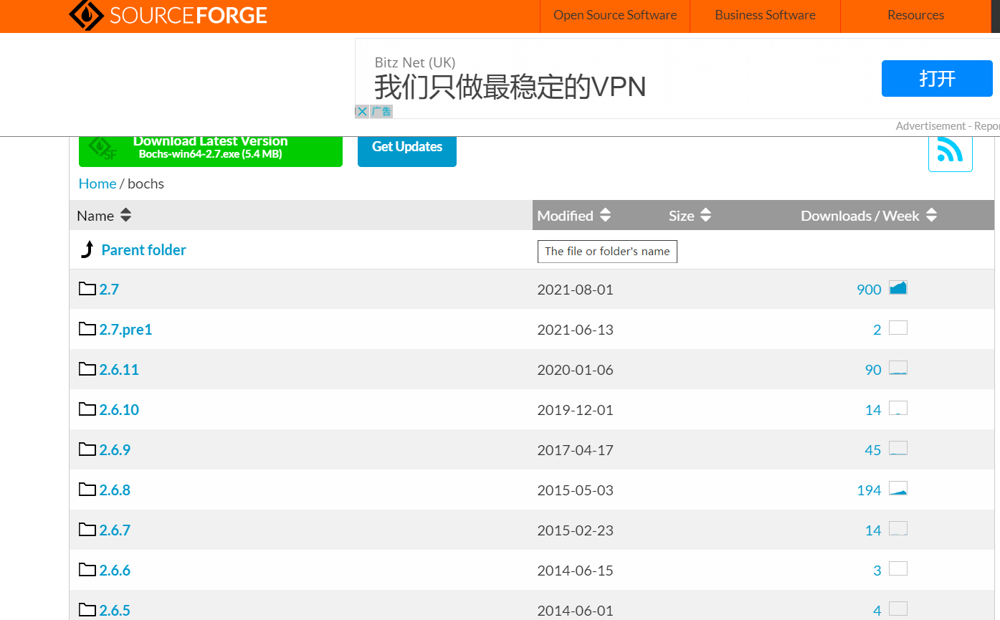 SOURCEFORGE
Open Source Software
Business Software
Resources
Bitz Net (UK)
我们只做最稳定的VPN
打开
广告
Advertisement - Repor
Download Latest Version
Bochs-win64-2.7.exe (5.4 MB)
SF
Get Updates
Home / bochs
Name Modified Size Downloads / Week
Parent folder
The file or folder's name
2.7 2021-08-01 900
2.7.pre1 2021-06-13 2
2.6.11 2020-01-06 90
2.6.10 2019-12-01 14
2.6.9 2017-04-17 45
2.6.8 2015-05-03 194
2.6.7 2015-02-23 14
2.6.6 2014-06-15 3
2.6.5 2014-06-01 4